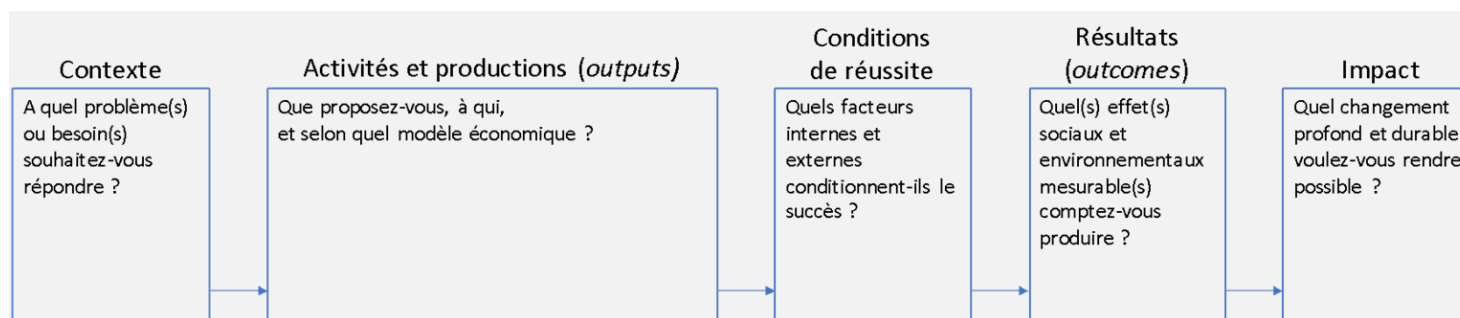 Contexte
A quel problème(s)
ou besoin(s)
souhaitez-vous
répondre ?
Activités et productions (outputs)
Que proposez-vous, à qui,
et selon quel modèle économique ?
Conditions
de réussite
Quels facteurs
internes et
externes
conditionnent-ils le
succès ?
Résultats
(outcomes)
Quel(s) effet(s)
sociaux et
environnementaux
mesurable(s)
comptez-vous
produire ?
Impact
Quel changement
profond et durable
voulez-vous rendre
possible ?